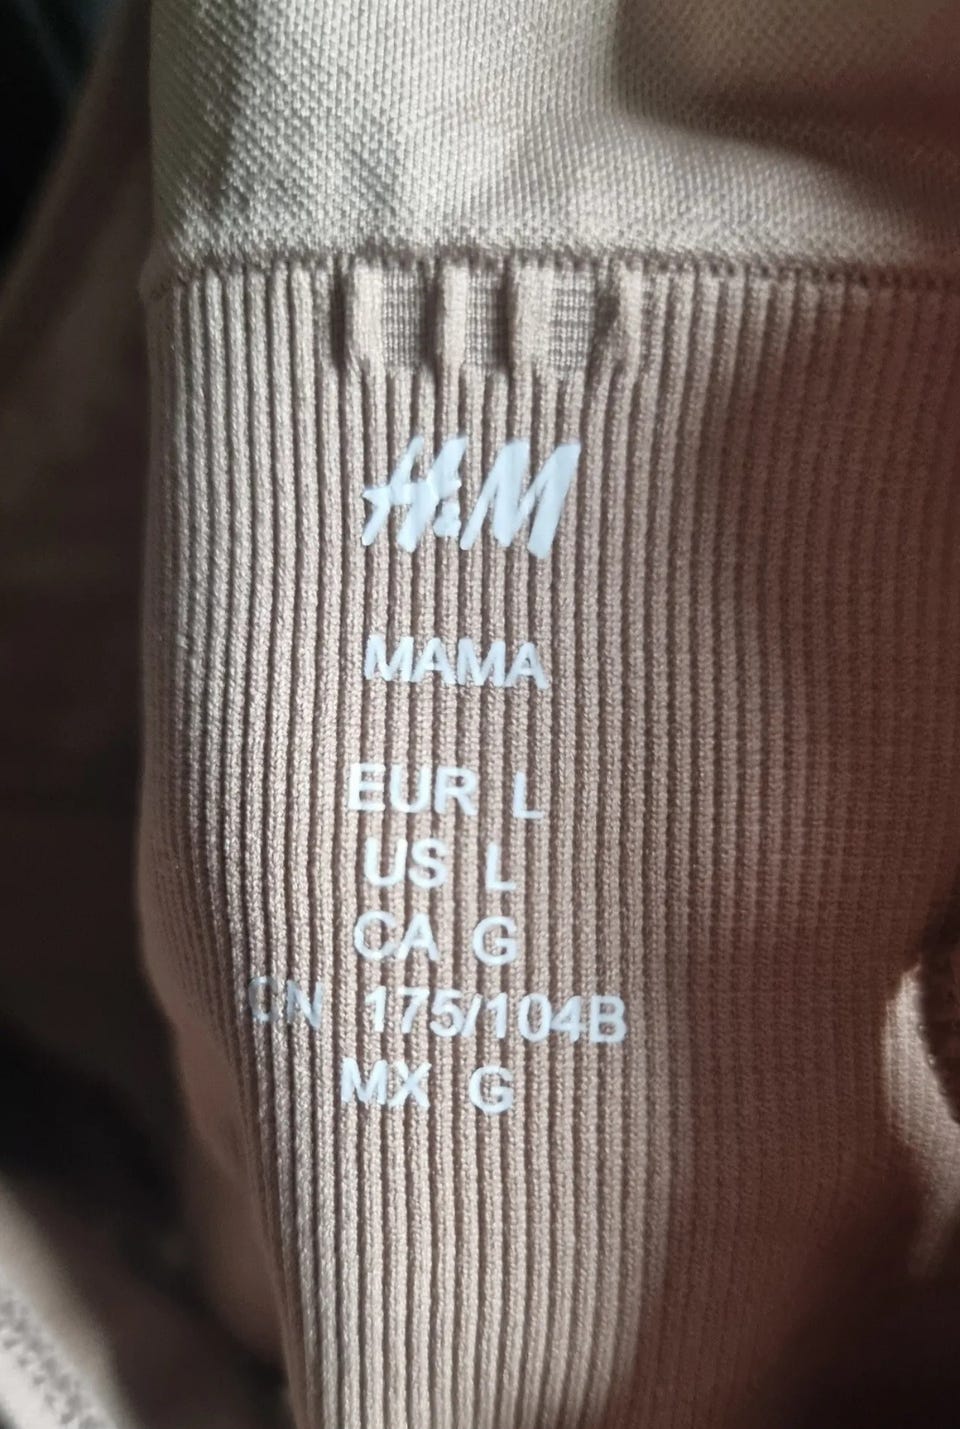 H&M
MAMA
EUR L
US L
CA G
CN 175/104B
MX G